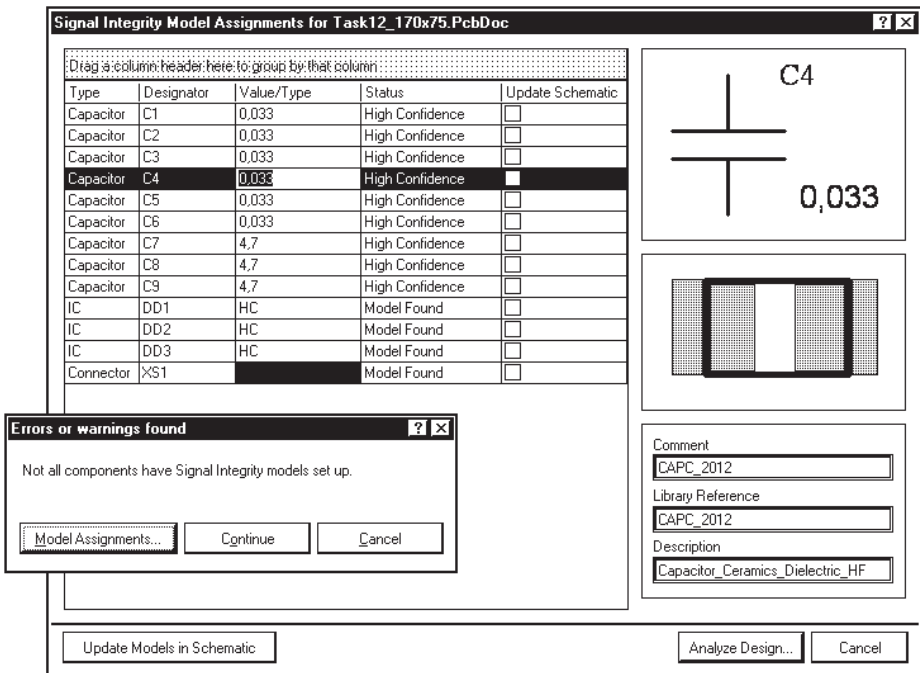 Signal Integrity Model Assignments for Task12_170x75.PcbDoc
Drag a column header here to group by that column
Type Designator Value/Type Status Update Schematic
Capacitor C1 0,033 High Confidence
Capacitor C2 0,033 High Confidence
Capacitor C3 0,033 High Confidence
Capacitor C4 0,033 High Confidence
Capacitor C5 0,033 High Confidence
Capacitor C6 0,033 High Confidence
Capacitor C7 4,7 High Confidence
Capacitor C8 4,7 High Confidence
Capacitor C9 4,7 High Confidence
IC DD1 HC Model Found
IC DD2 HC Model Found
IC DD3 HC Model Found
Connector XS1 Model Found
C4
0,033
Errors or warnings found
Not all components have Signal Integrity models set up.
Model Assignments... Continue Cancel
Comment
CAPC_2012
Library Reference
CAPC_2012
Description
Capacitor_Ceramics_Dielectric_HF
Update Models in Schematic Analyze Design... Cancel